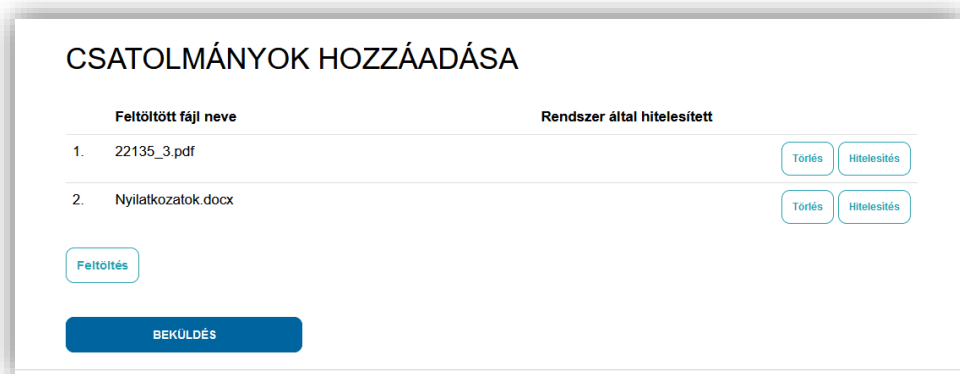 CSATOLMÁNYOK HOZZÁADÁSA
Feltöltött fájl neve Rendszer által hitelesített
1. 22135_3.pdf Törlés Hitelesítés
2. Nyilatkozatok.docx Törlés Hitelesítés
Feltöltés
BEKÜLDÉS